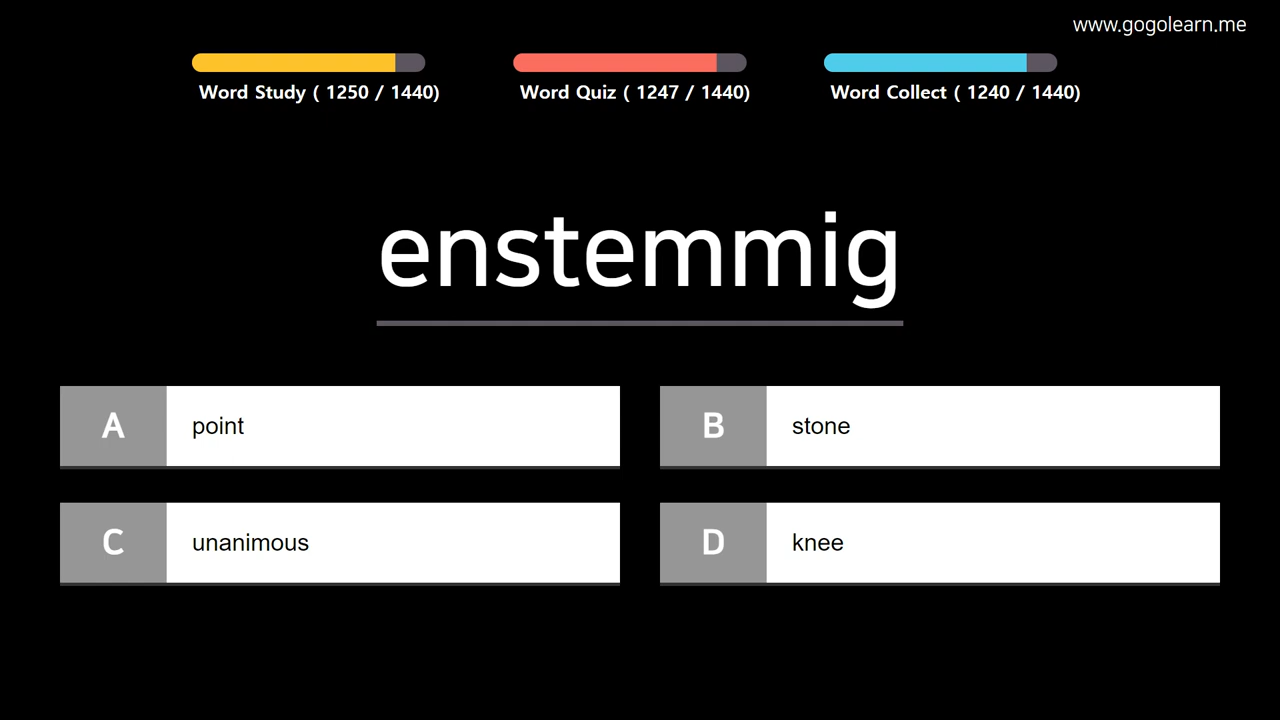 www.gogolearn.me
Word Study ( 1250 / 1440)
Word Quiz ( 1247 / 1440)
Word Collect ( 1240 / 1440)
enstemmig
A point
B stone
C unanimous
D knee